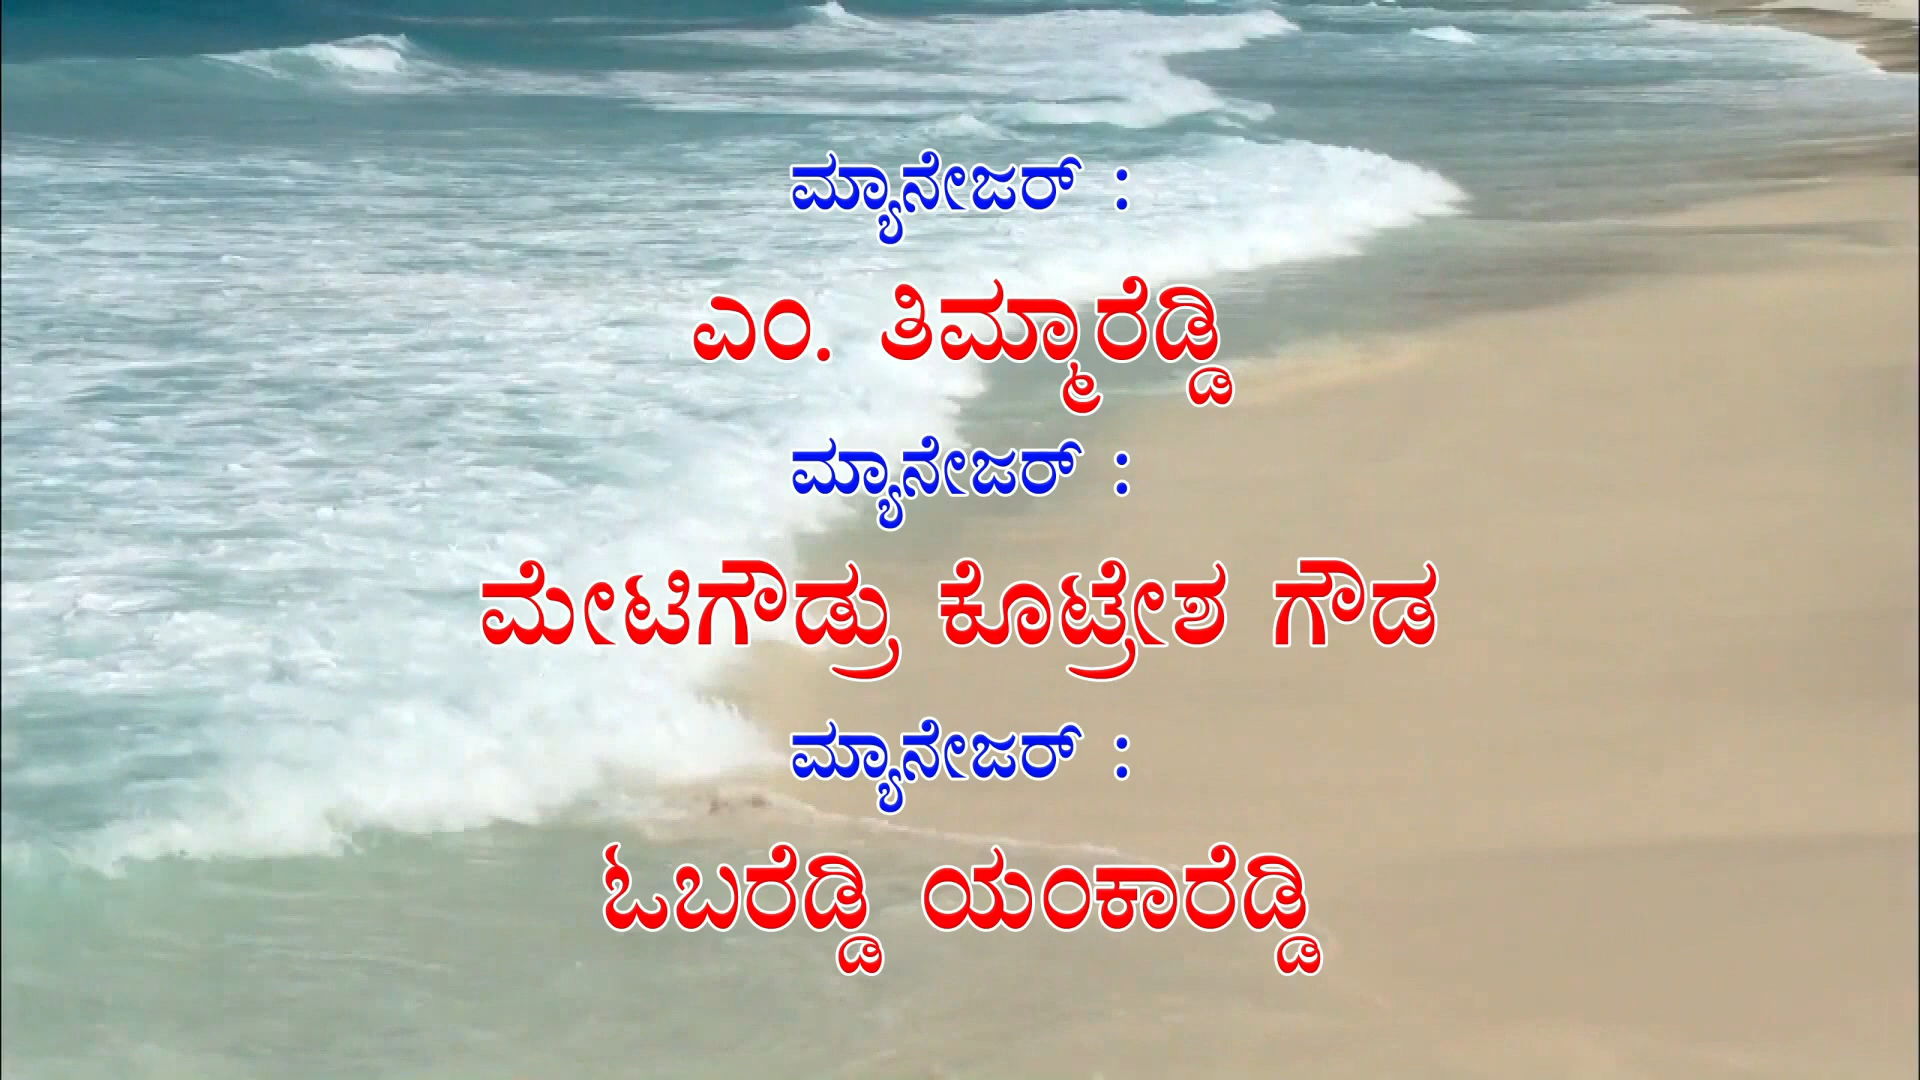 ಮ್ಯಾನೇಜರ್ :
ಎಂ. ತಿಮ್ಮಾರೆಡ್ಡಿ
ಮ್ಯಾನೇಜರ್ :
ಮೇಟಿಗೌಡ್ರು ಕೊಟ್ರೇಶ ಗೌಡ
ಮ್ಯಾನೇಜರ್ :
ಓಬರೆಡ್ಡಿ ಯಂಕಾರೆಡ್ಡಿ